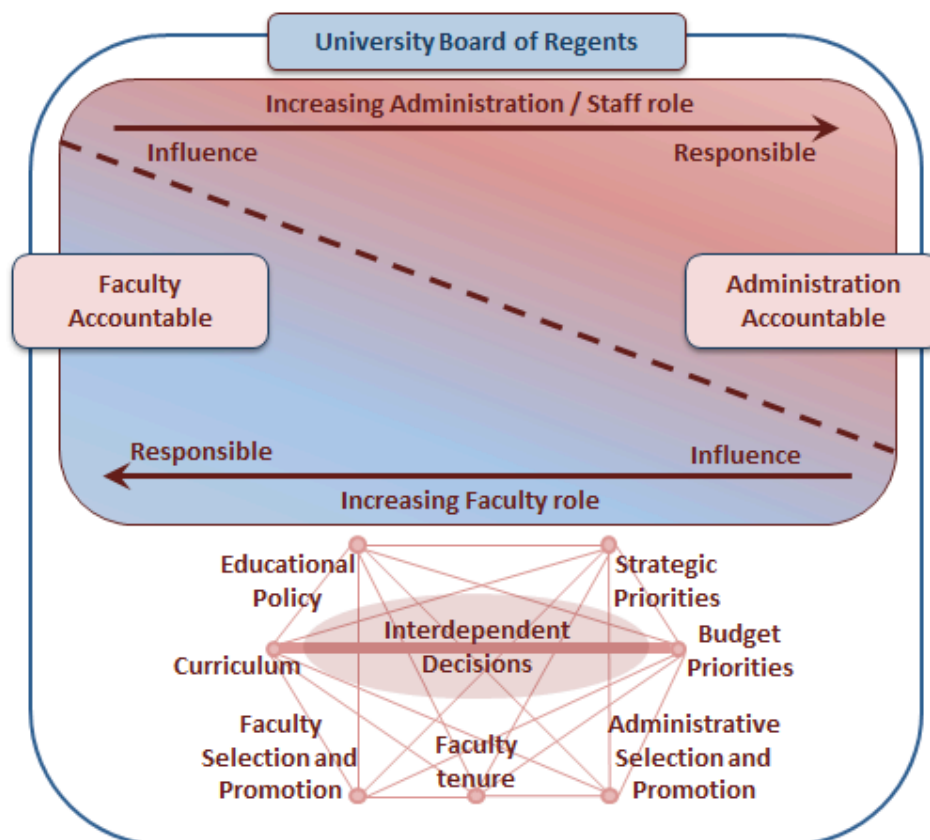 University Board of Regents
Increasing Administration / Staff role
Influence
Responsible
Faculty
Accountable
Administration
Accountable
Responsible
Influence
Increasing Faculty role
Educational
Policy
Strategic
Priorities
Interdependent
Decisions
Curriculum
Budget
Priorities
Faculty
Selection and
Promotion
Faculty
tenure
Administrative
Selection and
Promotion